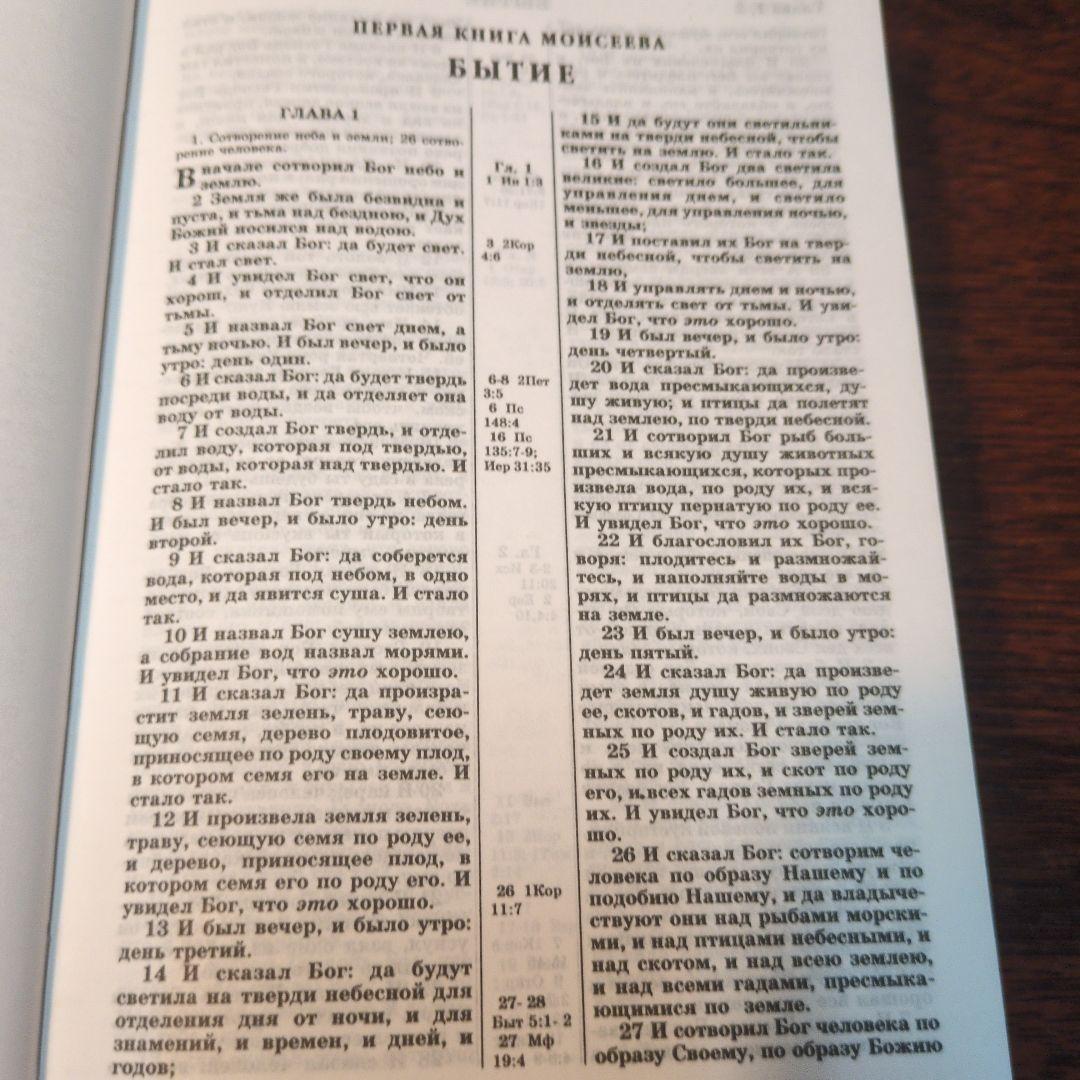 ПЕРВАЯ КНИГА МОИСЕЕВА
БЫТИЕ
ГЛАВА 1
1. Сотворение неба и земли; 26 сотво-
рение человека.
В начале сотворил Бог небо и
землю.
2 Земля же была безвидна и
пуста, и тьма над бездною, и Дух
Божий носился над водою.
3 И сказал Бог: да будет свет.
И стал свет.
4 И увидел Бог свет, что он
хорош, и отделил Бог свет от
тьмы.
5 И назвал Бог свет днем, а
тьму ночью. И был вечер, и было
утро: день один.
6 И сказал Бог: да будет твердь
посреди воды, и да отделяет она
воду от воды.
7 И создал Бог твердь, и отде-
лил воду, которая под твердью,
от воды, которая над твердью. И
стало так.
8 И назвал Бог твердь небом.
И был вечер, и было утро: день
второй.
9 И сказал Бог: да соберется
вода, которая под небом, в одно
место, и да явится суша. И стало
так.
10 И назвал Бог сушу землею,
а собрание вод назвал морями.
И увидел Бог, что это хорошо.
11 И сказал Бог: да произра-
стит земля зелень, траву, сею-
щую семя, дерево плодовитое,
приносящее по роду своему плод,
в котором семя его на земле. И
стало так.
12 И произвела земля зелень,
траву, сеющую семя по роду ее,
и дерево, приносящее плод, в
котором семя его по роду его. И
увидел Бог, что это хорошо.
13 И был вечер, и было утро:
день третий.
14 И сказал Бог: да будут
светила на тверди небесной для
отделения дня от ночи, и для
знамений, и времен, и дней, и
годов;
Гл. 1
1 Ин 1:3
3 2Кор
4:6
6-8 2Пет
3:5
6 Пс
148:4
16 Пс
135:7-9;
Иер 31:35
26 1Кор
11:7
27- 28
Быт 5:1- 2
27 Мф
19:4
15 И да будут они светильни-
ками на тверди небесной, чтобы
светить на землю. И стало так.
16 И создал Бог два светила
великие: светило большее, для
управления днем, и светило
меньшее, для управления ночью,
и звезды;
17 И поставил их Бог на твер-
ди небесной, чтобы светить на
землю,
18 И управлять днем и ночью,
и отделять свет от тьмы. И уви-
дел Бог, что это хорошо.
19 И был вечер, и было утро:
день четвертый.
20 И сказал Бог: да произве-
дет вода пресмыкающихся, ду-
шу живую; и птицы да полетят
над землею, по тверди небесной.
21 И сотворил Бог рыб боль-
ших и всякую душу животных
пресмыкающихся, которых про-
извела вода, по роду их, и вся-
кую птицу пернатую по роду ее.
И увидел Бог, что это хорошо.
22 И благословил их Бог, го-
воря: плодитесь и размножай-
тесь, и наполняйте воды в мо-
рях, и птицы да размножаются
на земле.
23 И был вечер, и было утро:
день пятый.
24 И сказал Бог: да произве-
дет земля душу живую по роду
ее, скотов, и гадов, и зверей зем-
ных по роду их. И стало так.
25 И создал Бог зверей зем-
ных по роду их, и скот по роду
его, и всех гадов земных по роду
их. И увидел Бог, что это хоро-
шо.
26 И сказал Бог: сотворим че-
ловека по образу Нашему и по
подобию Нашему, и да владыче-
ствуют они над рыбами морски-
ми, и над птицами небесными, и
над скотом, и над всею землею,
и над всеми гадами, пресмыка-
ющимися по земле.
27 И сотворил Бог человека по
образу Своему, по образу Божию